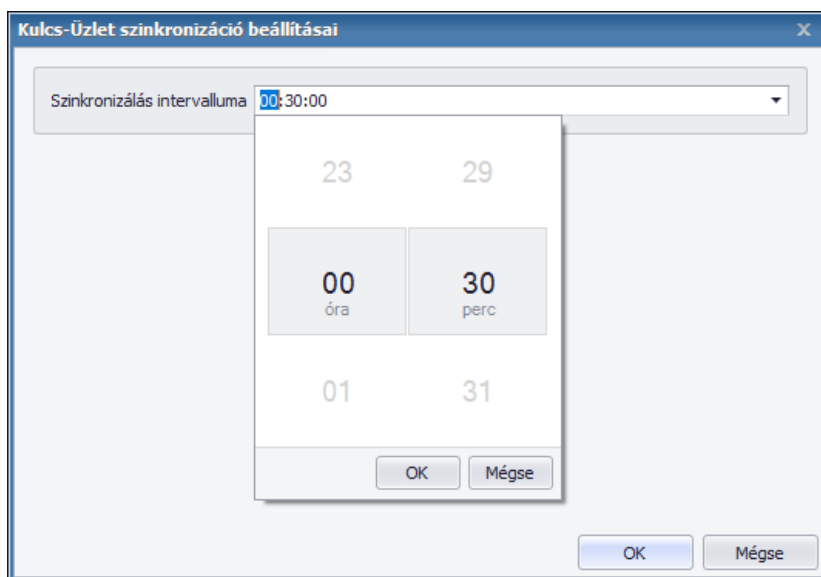 Kulcs-Üzlet szinkronizáció beállításai x
Szinkronizálás intervalluma 00:30:00
23 29
00 30
óra perc
01 31
OK Mégse
OK Mégse